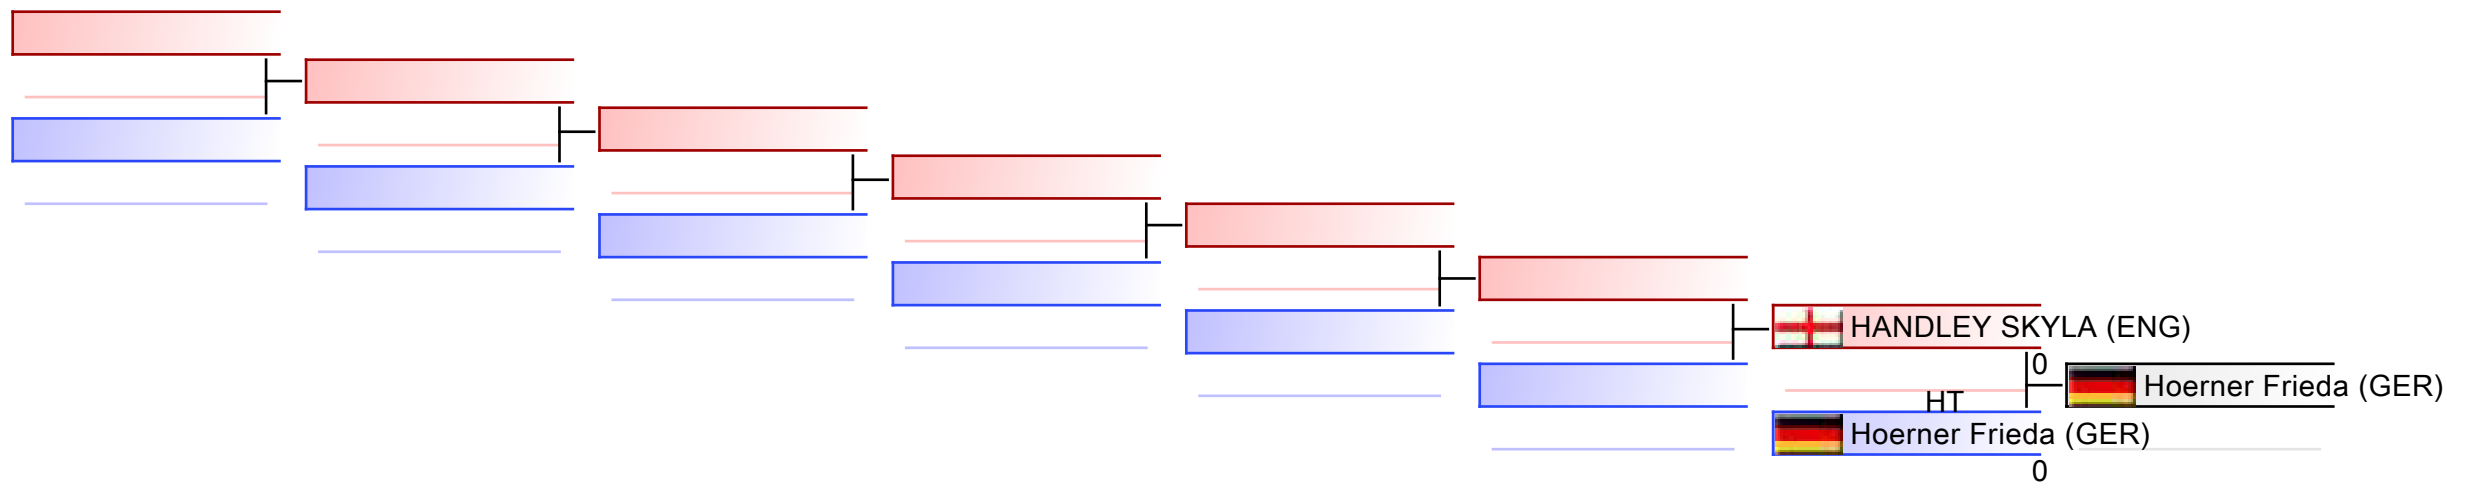 HANDLEY SKYLA (ENG)
0
Hoerner Frieda (GER)
HT
Hoerner Frieda (GER)
0